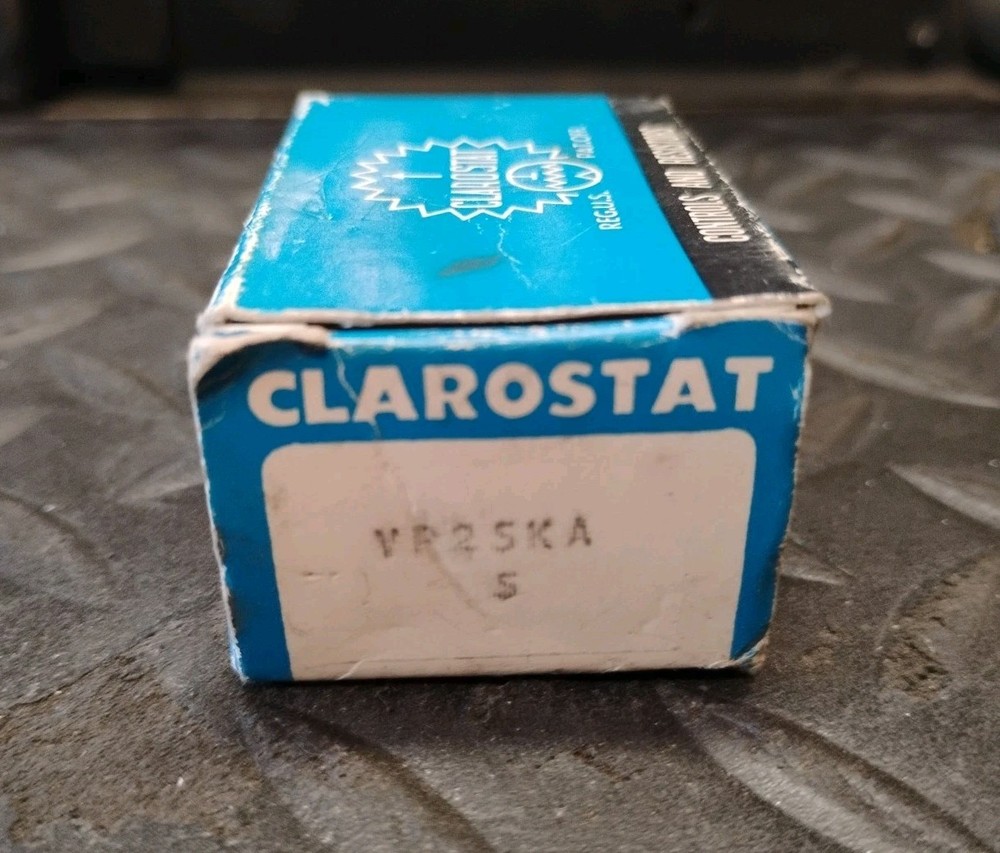 CLAROSTAT
REG.U.S. PAT.OFF.
CONTROLS AND RESISTORS
CLAROSTAT
VR25KA
5